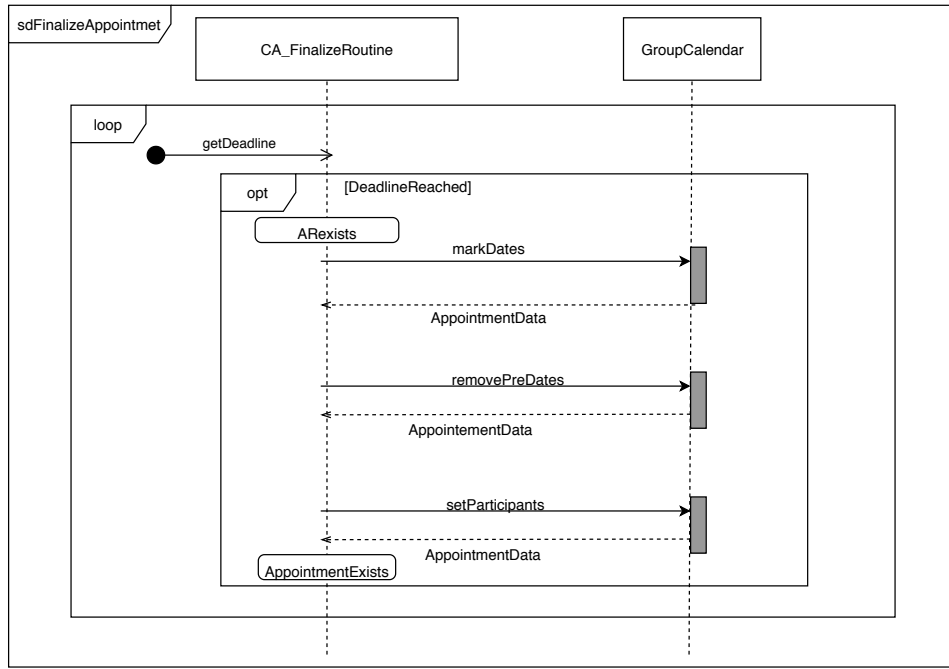 sdFinalizeAppointmet
CA_FinalizeRoutine
GroupCalendar
loop
getDeadline
opt
[DeadlineReached]
ARexists
markDates
AppointmentData
removePreDates
AppointementData
setParticipants
AppointmentData
AppointmentExists